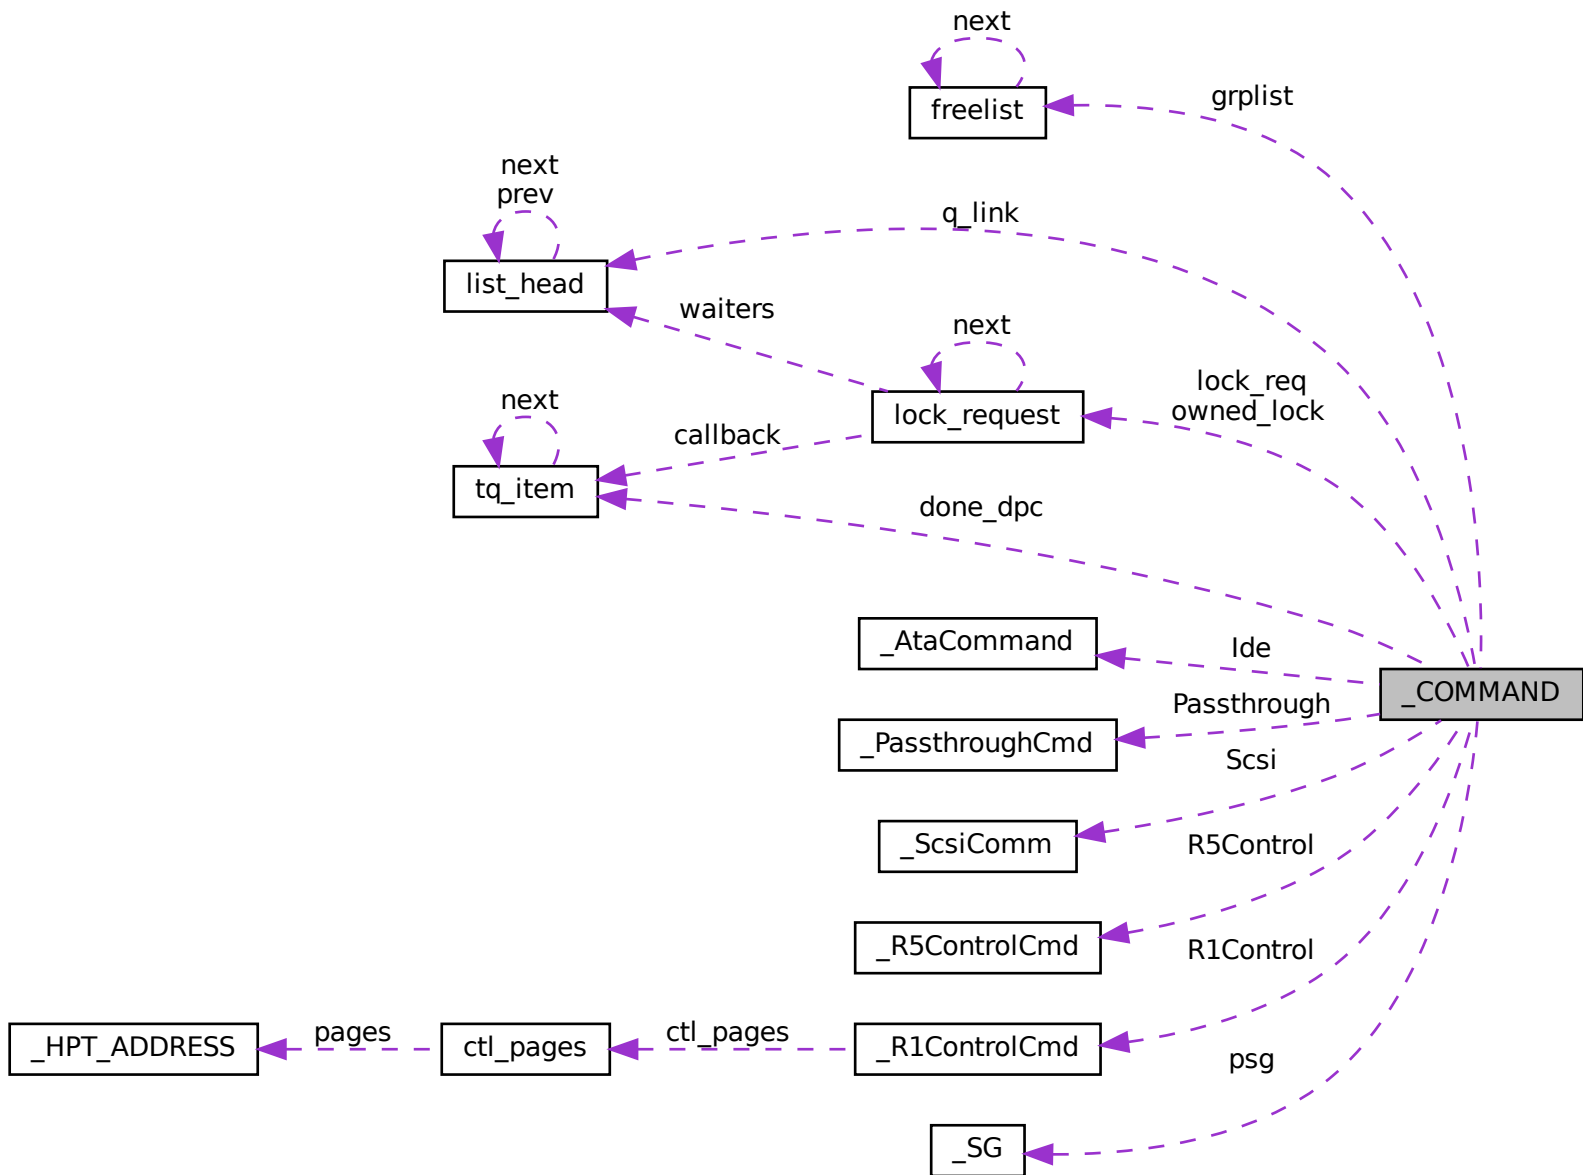 next
freelist
grplist
next
prev
q_link
list_head
waiters
next
lock_req
owned_lock
lock_request
next
callback
tq_item
done_dpc
_AtaCommand
Ide
_COMMAND
Passthrough
_PassthroughCmd
Scsi
_ScsiComm
R5Control
_R5ControlCmd
R1Control
_HPT_ADDRESS
pages
ctl_pages
ctl_pages
_R1ControlCmd
psg
_SG